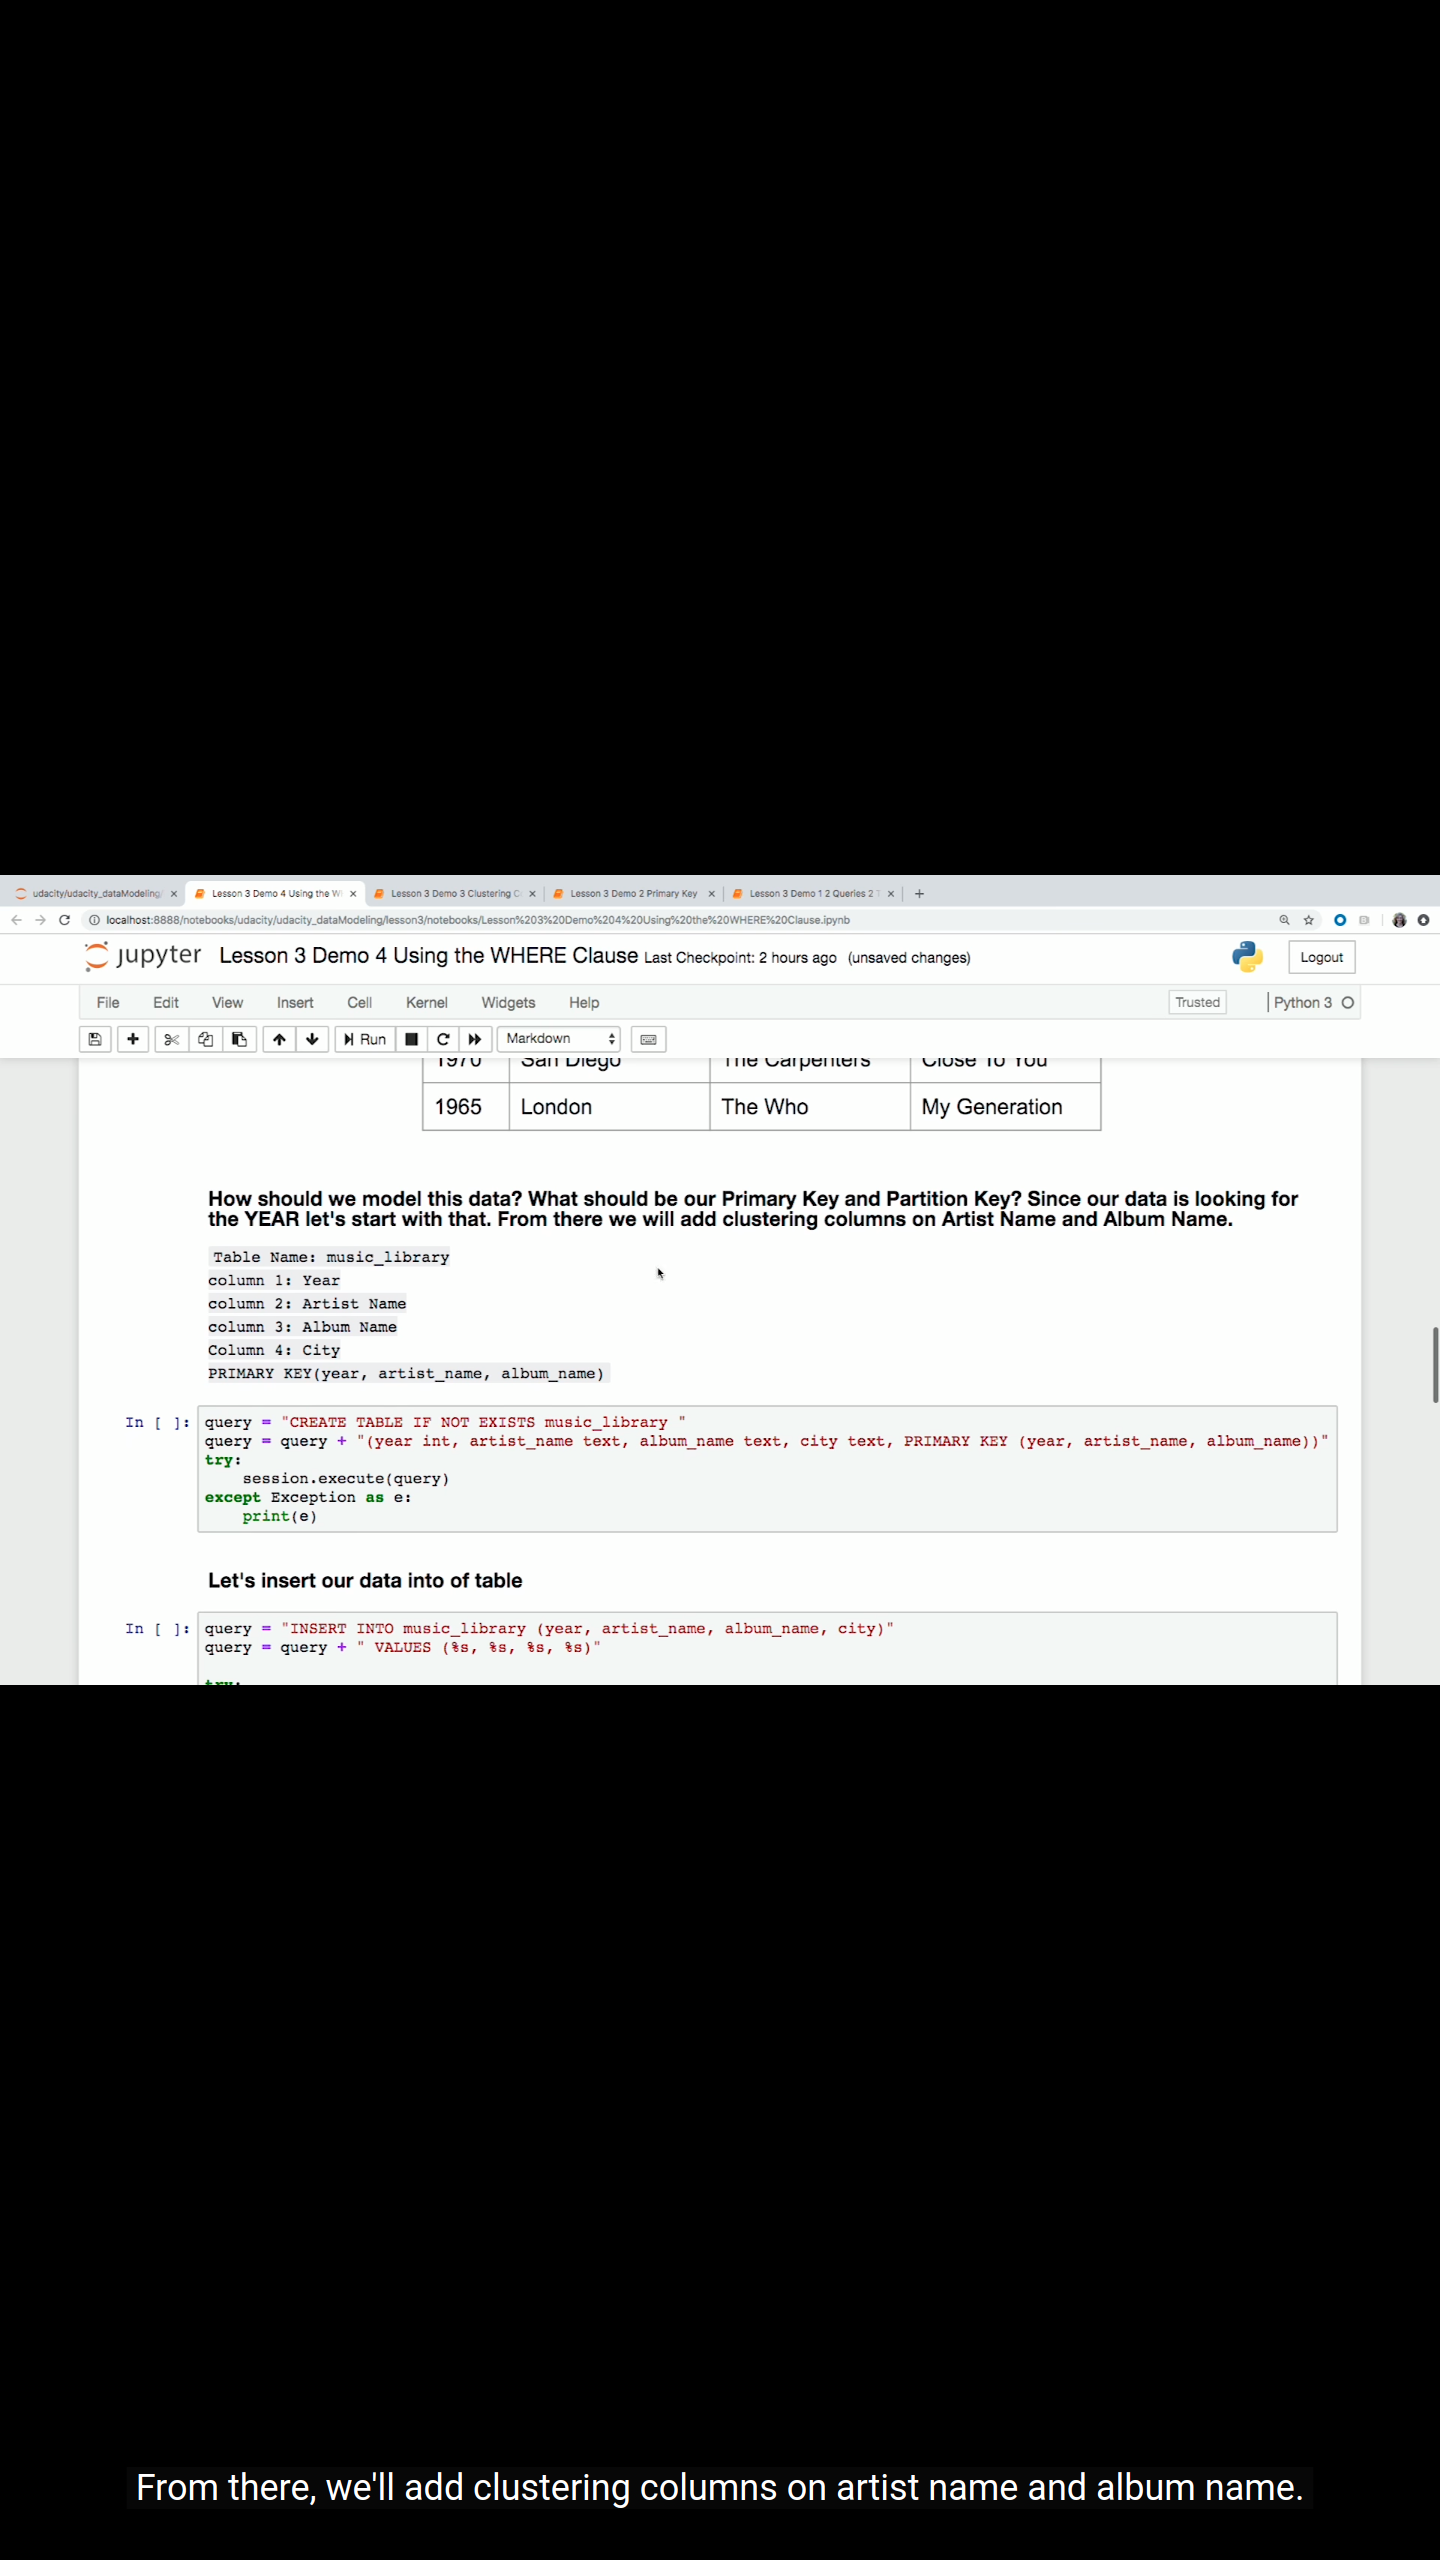 udacity/udacity_dataModeling/
Lesson 3 Demo 4 Using the W
Lesson 3 Demo 3 Clustering C
Lesson 3 Demo 2 Primary Key
Lesson 3 Demo 1 2 Queries 2 T
localhost:8888/notebooks/udacity/udacity_dataModeling/lesson3/notebooks/Lesson%203%20Demo%204%20Using%20the%20WHERE%20Clause.ipynb
jupyter Lesson 3 Demo 4 Using the WHERE Clause Last Checkpoint: 2 hours ago (unsaved changes)
Logout
File Edit View Insert Cell Kernel Widgets Help
Trusted
Python 3
Run
Markdown
1970 San Diego The Carpenters Close To You
1965 London The Who My Generation
How should we model this data? What should be our Primary Key and Partition Key? Since our data is looking for
the YEAR let's start with that. From there we will add clustering columns on Artist Name and Album Name.
Table Name: music_library
column 1: Year
column 2: Artist Name
column 3: Album Name
Column 4: City
PRIMARY KEY(year, artist_name, album_name)
In [ ]: query = "CREATE TABLE IF NOT EXISTS music_library "
query = query + "(year int, artist_name text, album_name text, city text, PRIMARY KEY (year, artist_name, album_name))"
try:
session.execute(query)
except Exception as e:
print(e)
Let's insert our data into of table
In [ ]: query = "INSERT INTO music_library (year, artist_name, album_name, city)"
query = query + " VALUES (%s, %s, %s, %s)"
try:
From there, we'll add clustering columns on artist name and album name.